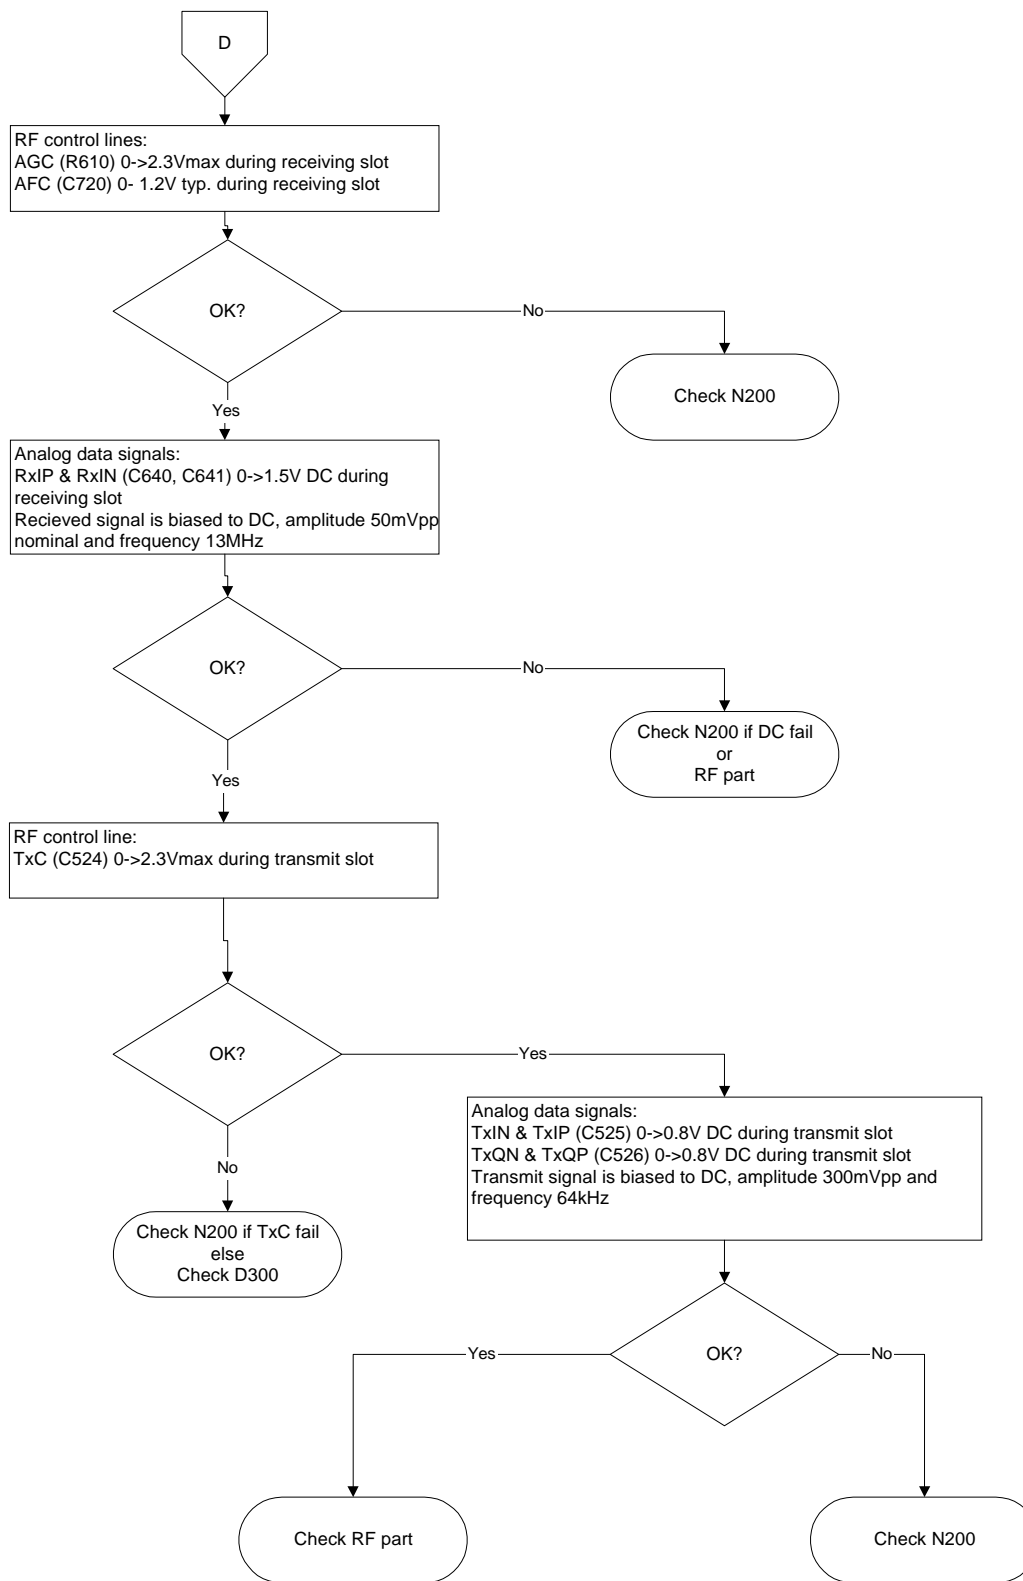 D
RF control lines:
AGC (R610) 0->2.3Vmax during receiving slot
AFC (C720) 0- 1.2V typ. during receiving slot
OK?
No
Check N200
Yes
Analog data signals:
RxIP & RxIN (C640, C641) 0->1.5V DC during
receiving slot
Recieved signal is biased to DC, amplitude 50mVpp
nominal and frequency 13MHz
OK?
No
Check N200 if DC fail
or
RF part
Yes
RF control line:
TxC (C524) 0->2.3Vmax during transmit slot
OK?
Yes
Analog data signals:
TxIN & TxIP (C525) 0->0.8V DC during transmit slot
TxQN & TxQP (C526) 0->0.8V DC during transmit slot
Transmit signal is biased to DC, amplitude 300mVpp and
frequency 64kHz
No
Check N200 if TxC fail
else
Check D300
OK?
Yes
No
Check RF part
Check N200